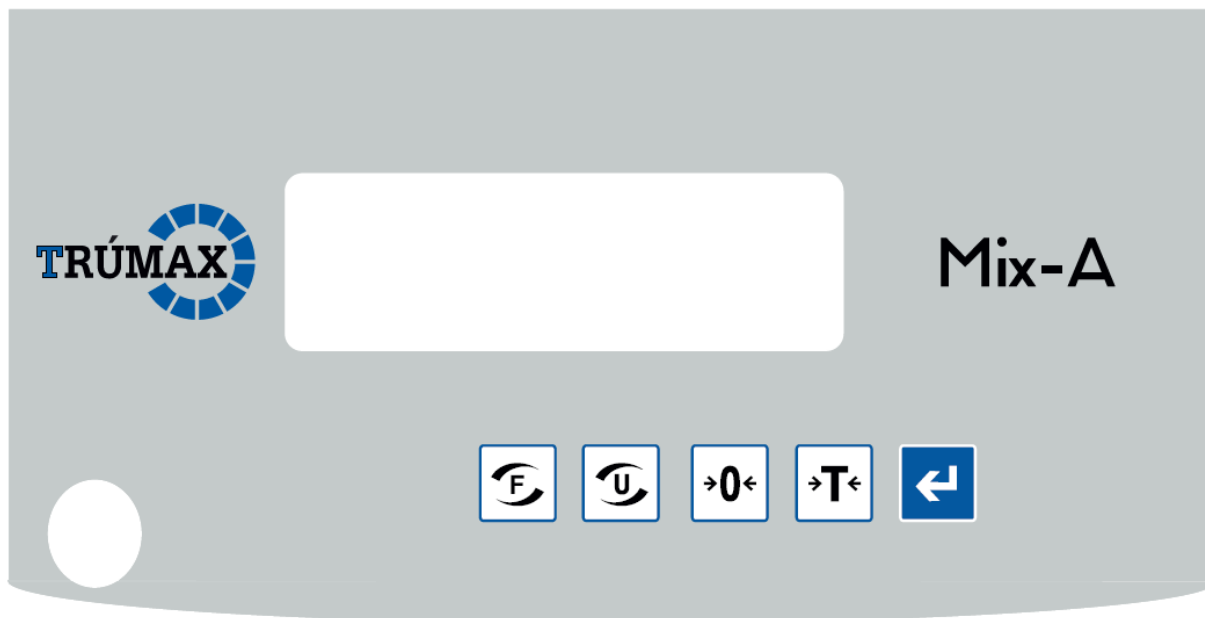 TRÚMAX
Mix-A
F U →0← →T←